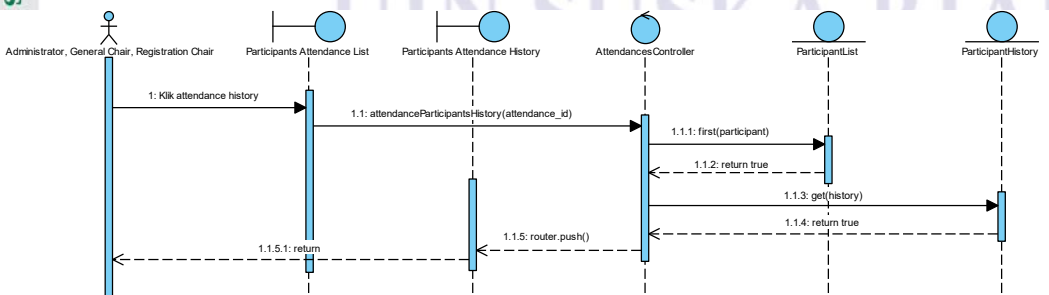 Administrator, General Chair, Registration Chair
Participants Attendance List
Participants Attendance History
AttendancesController
ParticipantList
ParticipantHistory
1: Klik attendance history
1.1: attendanceParticipantsHistory(attendance_id)
1.1.1: first(participant)
1.1.2: return true
1.1.3: get(history)
1.1.4: return true
1.1.5: router.push()
1.1.5.1: return